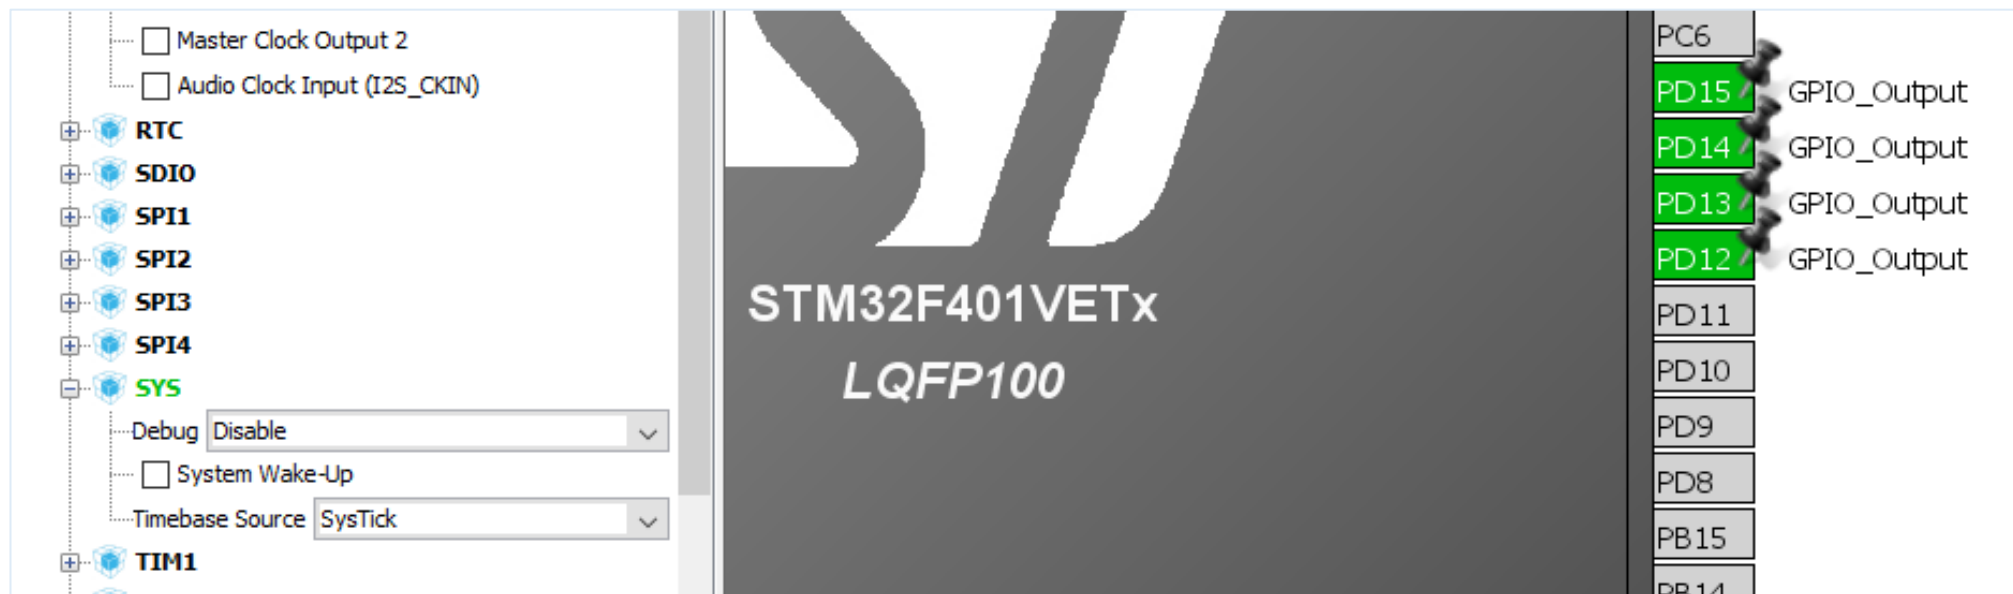 Master Clock Output 2
Audio Clock Input (I2S_CKIN)
RTC
SDIO
SPI1
SPI2
SPI3
SPI4
SYS
Debug Disable
System Wake-Up
Timebase Source SysTick
TIM1
STM32F401VETx
LQFP100
PC6
PD15 GPIO_Output
PD14 GPIO_Output
PD13 GPIO_Output
PD12 GPIO_Output
PD11
PD10
PD9
PD8
PB15
PB14